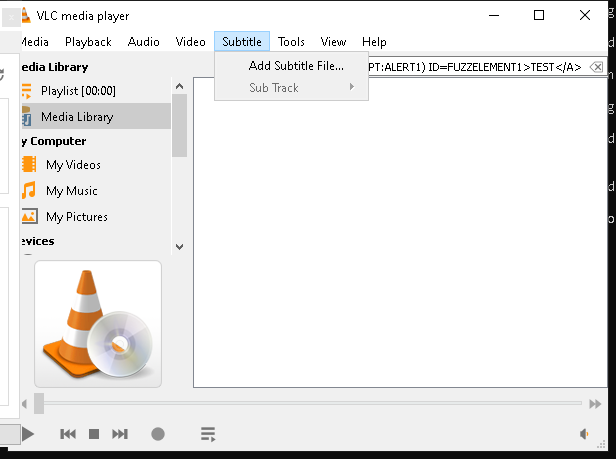 VLC media player
Media Playback Audio Video Subtitle Tools View Help
edia Library
Add Subtitle File...
PT:ALERT1) ID=FUZZELEMENT1>TEST</A>
Playlist [00:00]
Sub Track
Media Library
y Computer
My Videos
My Music
My Pictures
evices